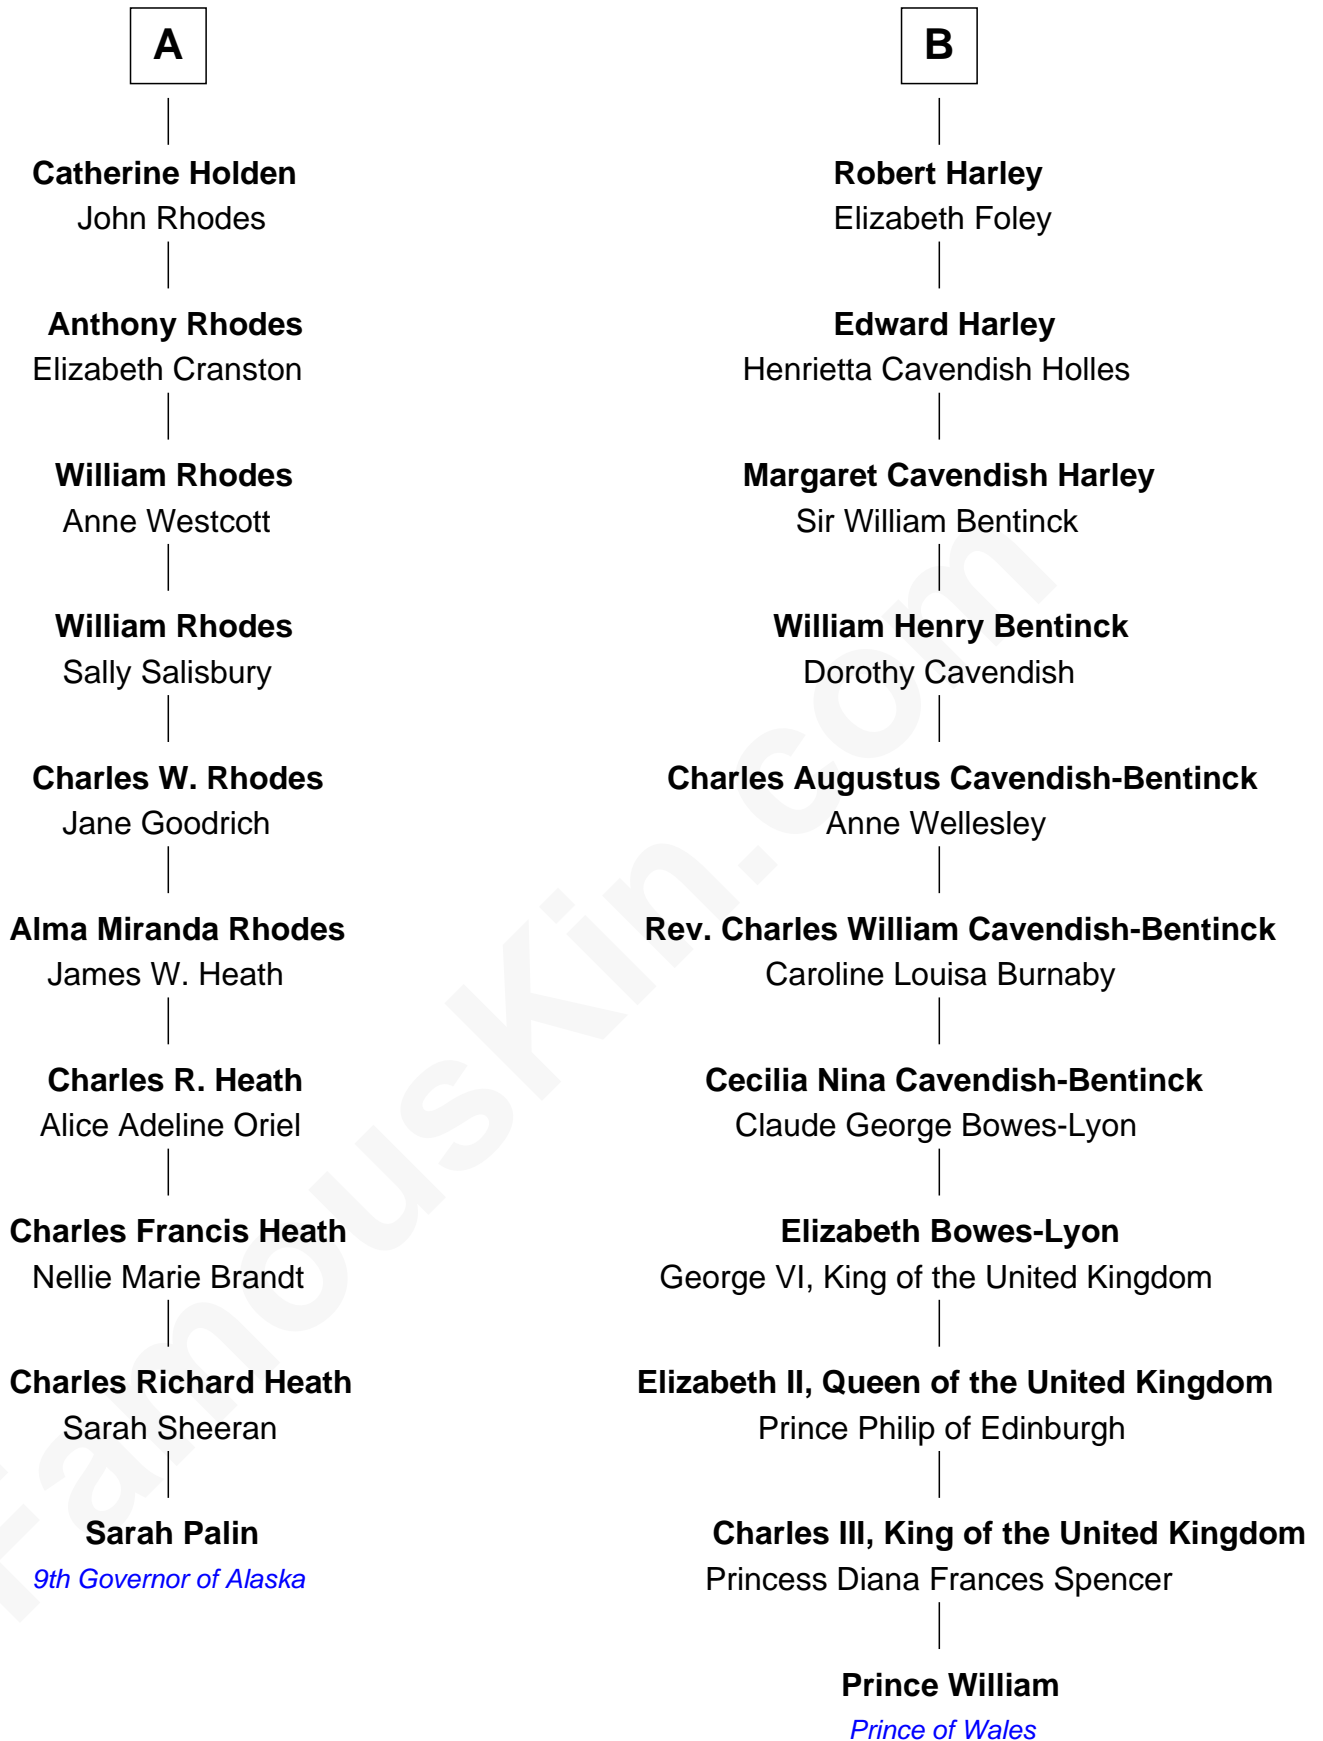 A
Catherine Holden
John Rhodes
Anthony Rhodes
Elizabeth Cranston
William Rhodes
Anne Westcott
William Rhodes
Sally Salisbury
Charles W. Rhodes
Jane Goodrich
Alma Miranda Rhodes
James W. Heath
Charles R. Heath
Alice Adeline Oriel
Charles Francis Heath
Nellie Marie Brandt
Charles Richard Heath
Sarah Sheeran
Sarah Palin
9th Governor of Alaska
B
Robert Harley
Elizabeth Foley
Edward Harley
Henrietta Cavendish Holles
Margaret Cavendish Harley
Sir William Bentinck
William Henry Bentinck
Dorothy Cavendish
Charles Augustus Cavendish-Bentinck
Anne Wellesley
Rev. Charles William Cavendish-Bentinck
Caroline Louisa Burnaby
Cecilia Nina Cavendish-Bentinck
Claude George Bowes-Lyon
Elizabeth Bowes-Lyon
George VI, King of the United Kingdom
Elizabeth II, Queen of the United Kingdom
Prince Philip of Edinburgh
Charles III, King of the United Kingdom
Princess Diana Frances Spencer
Prince William
Prince of Wales
FamousKin.com